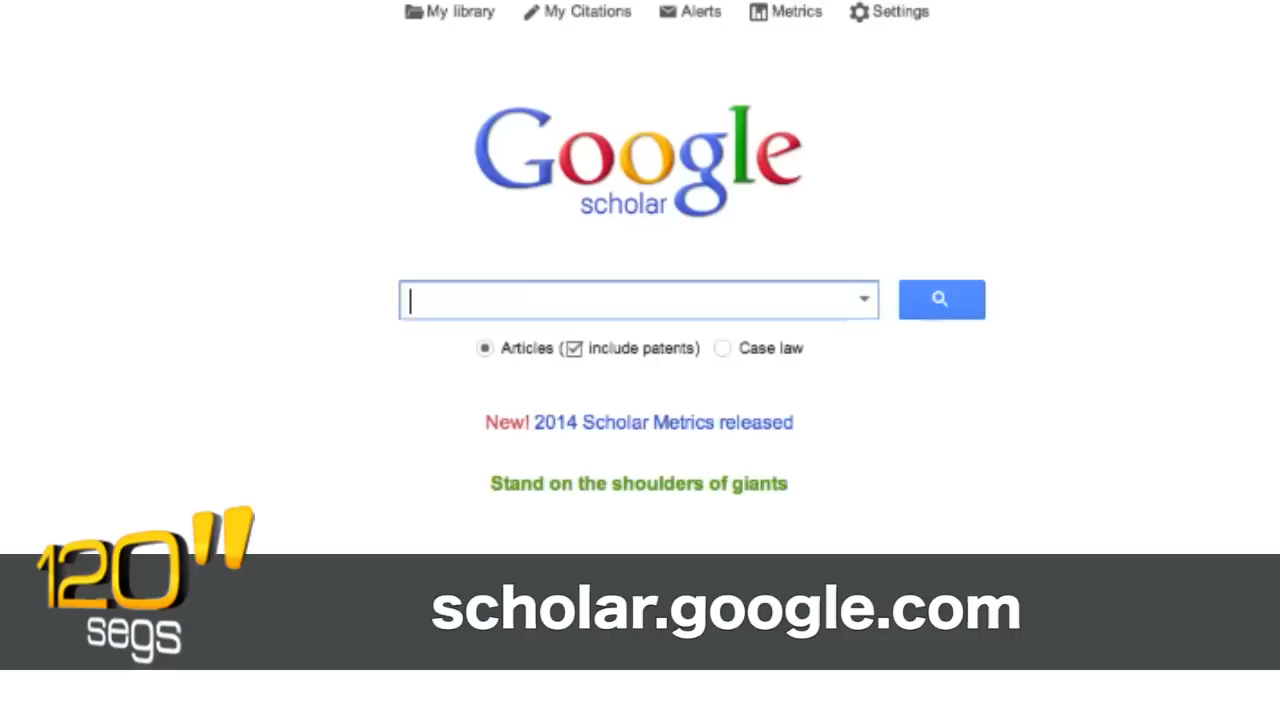 My library My Citations Alerts Metrics Settings
Google
scholar
Articles (include patents) Case law
New! 2014 Scholar Metrics released
Stand on the shoulders of giants
120"
segs
scholar.google.com